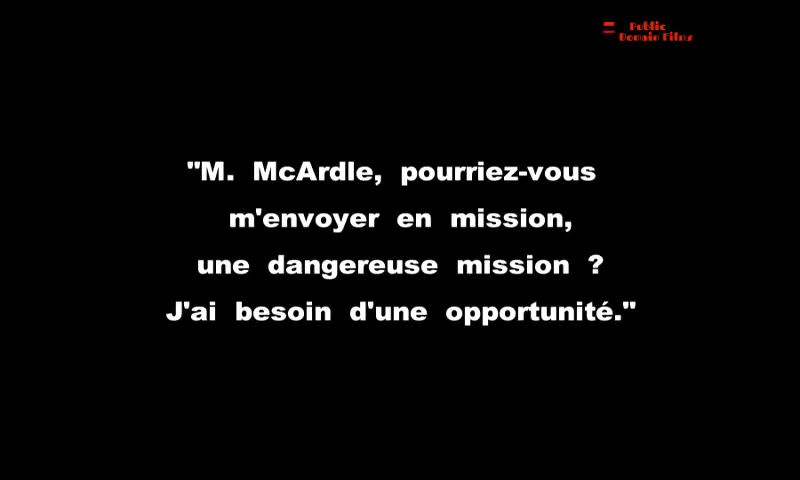 Public
Domain Films
"M. McArdle, pourriez-vous
m'envoyer en mission,
une dangereuse mission ?
J'ai besoin d'une opportunité."